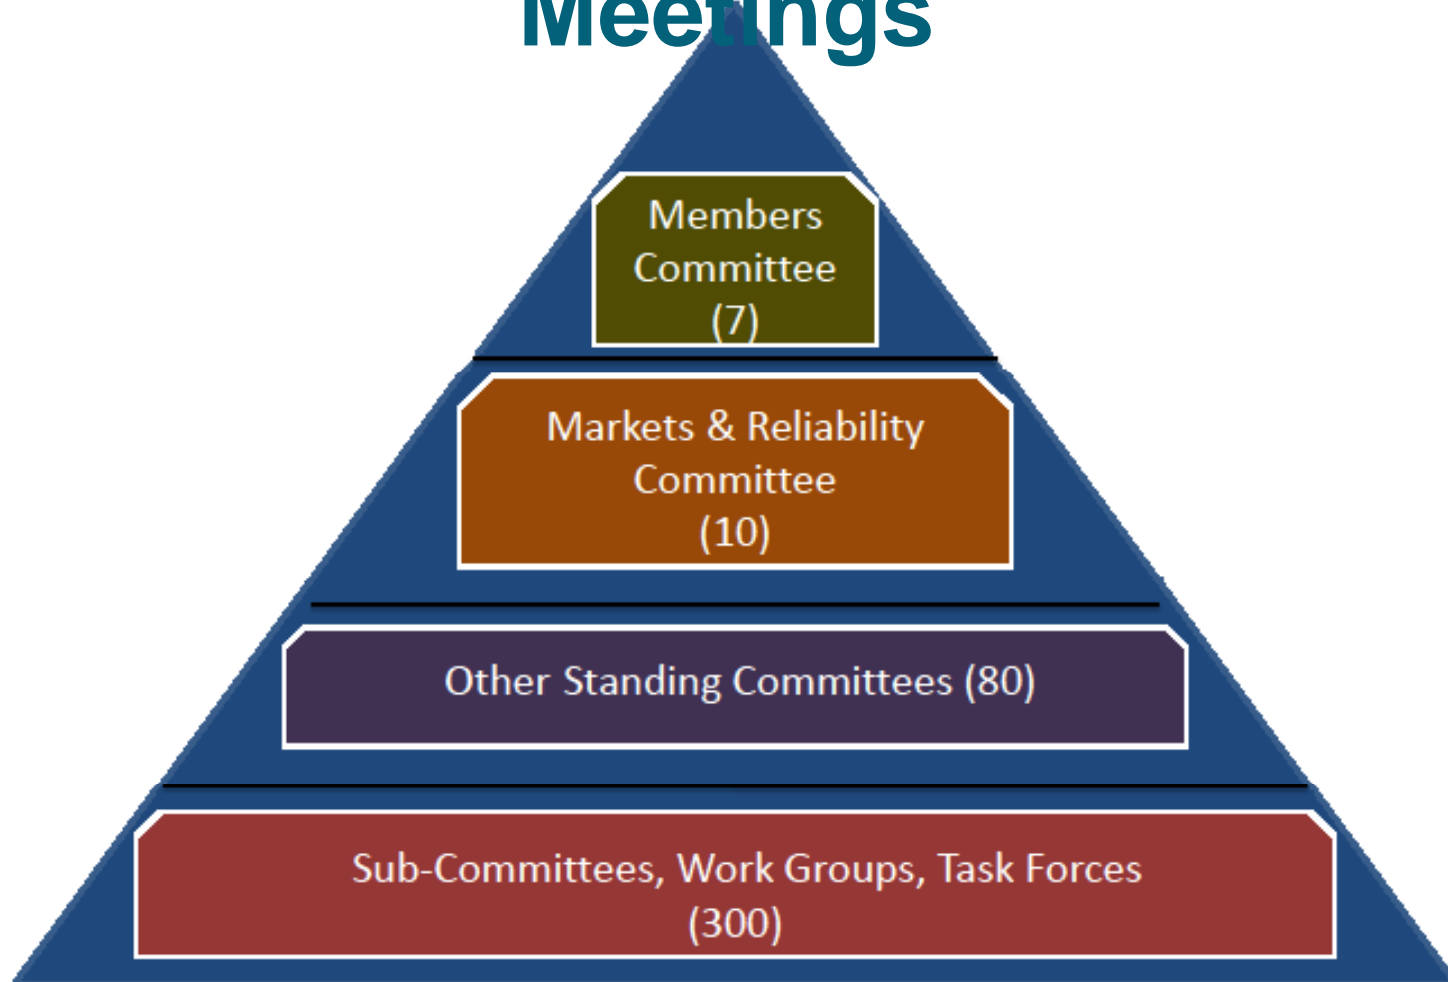 Meetings
Members
Committee
(7)
Markets & Reliability
Committee
(10)
Other Standing Committees (80)
Sub-Committees, Work Groups, Task Forces
(300)